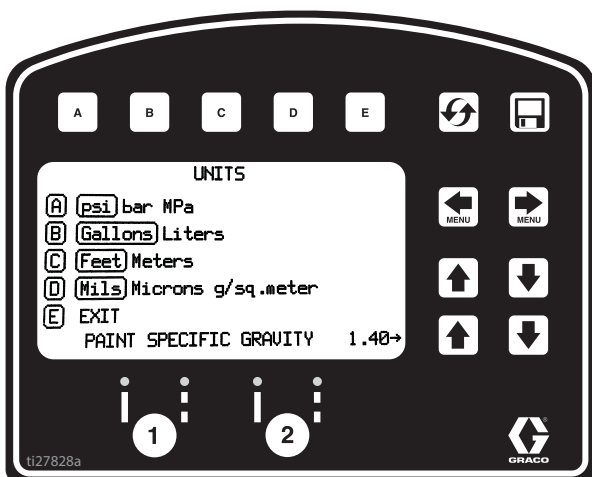 A B C D E
UNITS
A psi bar MPa
B Gallons Liters
C Feet Meters
D Mils Microns g/sq.meter
E EXIT
PAINT SPECIFIC GRAVITY 1.40→
MENU MENU
1 2
ti27828a
GRACO